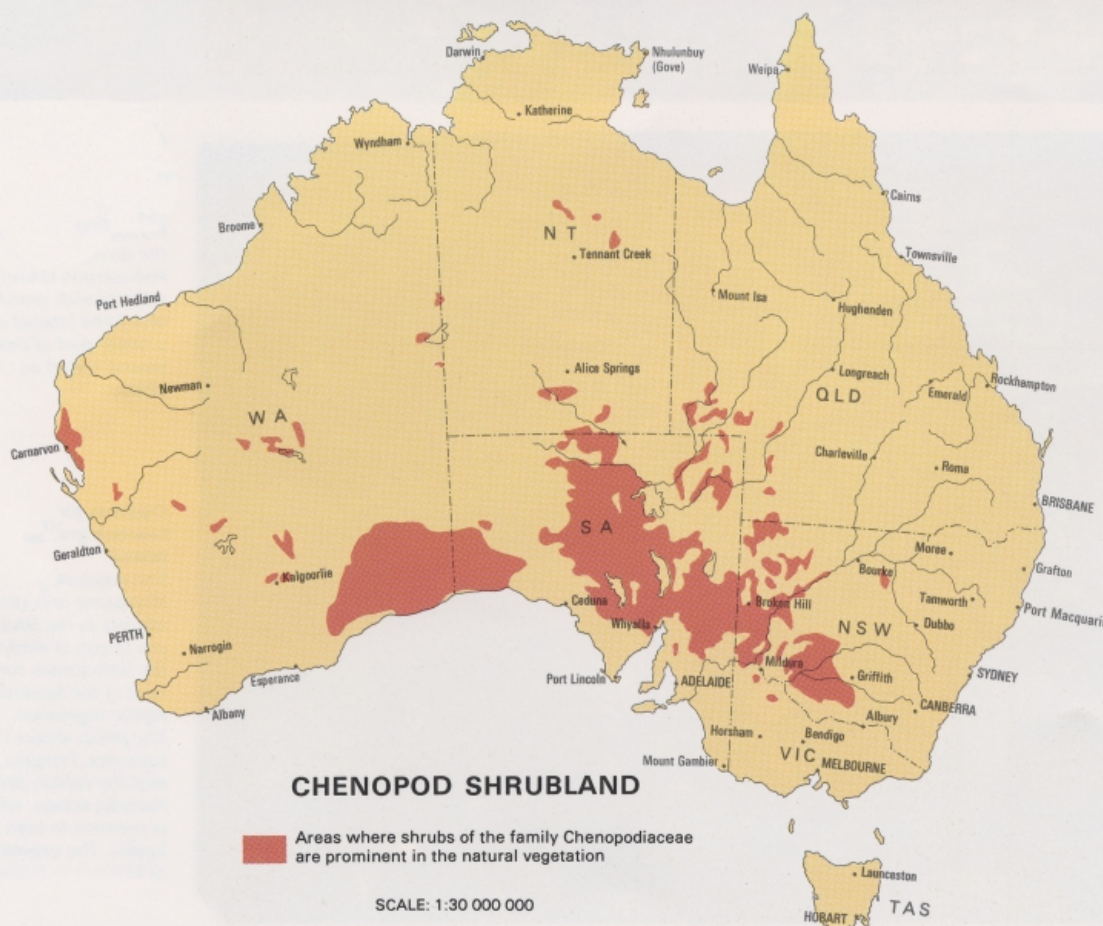 Darwin
Nhulunbuy
(Gove)
Weipa
Katherine
Wyndham
Cairns
Broome
N T
Tennant Creek
Townsville
Port Hedland
Mount Isa
Hughenden
Alice Springs
Longreach
Rockhampton
Newman
QLD
Emerald
W A
Carnarvon
Charleville
Roma
BRISBANE
S A
Geraldton
Moree
Kalgoorlie
Bourke
Grafton
Ceduna
Broken Hill
Tamworth
Port Macquari
PERTH
Whyalla
NSW
Dubbo
Narrogin
Mildura
Esperance
Port Lincoln
ADELAIDE
Griffith
SYDNEY
Albany
CANBERRA
Albury
Horsham
Bendigo
Mount Gambier
VIC
MELBOURNE
CHENOPOD SHRUBLAND
Areas where shrubs of the family Chenopodiaceae
are prominent in the natural vegetation
Launceston
SCALE: 1:30 000 000
TAS
HOBART